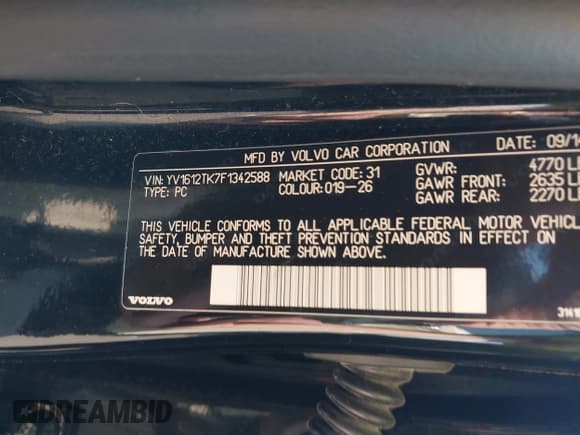 MFD BY VOLVO CAR CORPORATION DATE: 09/14
VIN: YV1612TK7F1342588 MARKET CODE: 31 GVWR: 4770 L
TYPE: PC COLOUR: 019-26 GAWR FRONT: 2635 L
GAWR REAR: 2270 L
THIS VEHICLE CONFORMS TO ALL APPLICABLE FEDERAL MOTOR VEHICL
SAFETY, BUMPER AND THEFT PREVENTION STANDARDS IN EFFECT ON
THE DATE OF MANUFACTURE SHOWN ABOVE.
VOLVO
DREAMBID